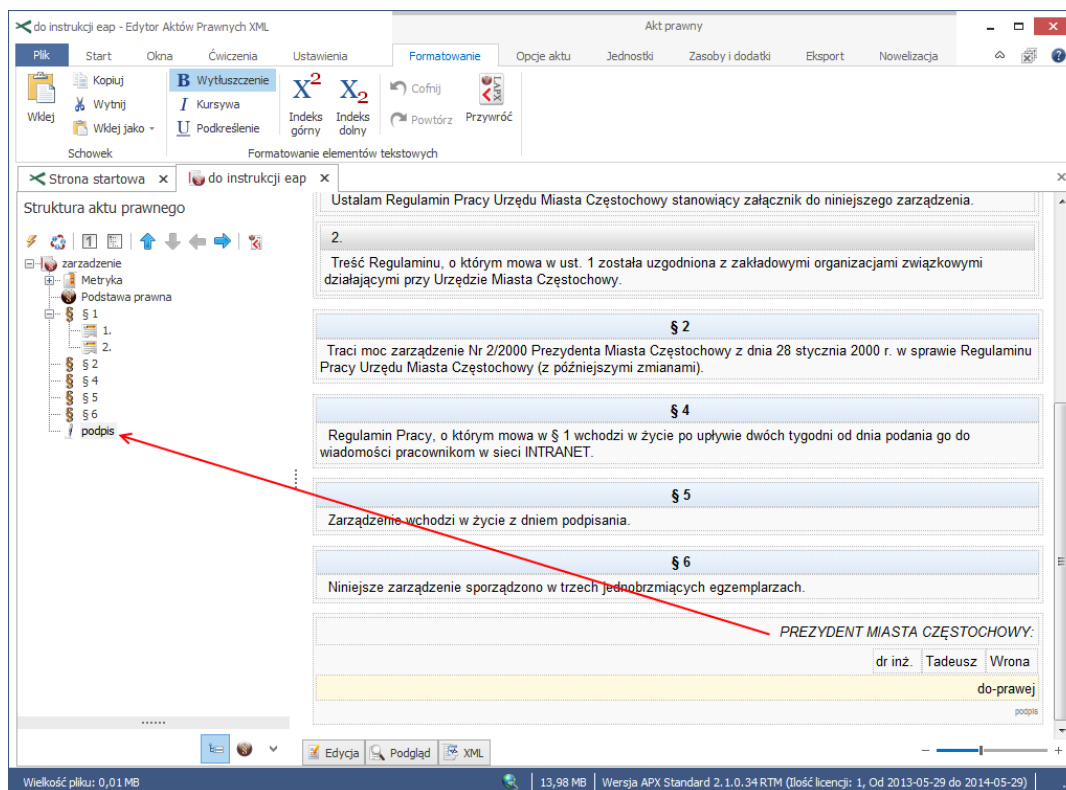 do instrukcji eap - Edytor Aktów Prawnych XML
Akt prawny
Plik Start Okna Ćwiczenia Ustawienia Formatowanie Opcje aktu Jednostki Zasoby i dodatki Eksport Nowelizacja
Wklej
Kopiuj
Wytnij
Wklej jako
Schowek
B Wytłuszczenie
I Kursywa
U Podkreślenie
X2 Indeks górny
X2 Indeks dolny
Cofnij
Powtórz
LAPX
Przywróć
Formatowanie elementów tekstowych
Strona startowa x do instrukcji eap x
Struktura aktu prawnego
zarzadzenie
Metryka
Podstawa prawna
§ 1
1.
2.
§ 2
§ 4
§ 5
§ 6
podpis
Ustalam Regulamin Pracy Urzędu Miasta Częstochowy stanowiący załącznik do niniejszego zarządzenia.
2.
Treść Regulaminu, o którym mowa w ust. 1 została uzgodniona z zakładowymi organizacjami związkowymi
działającymi przy Urzędzie Miasta Częstochowy.
§ 2
Traci moc zarządzenie Nr 2/2000 Prezydenta Miasta Częstochowy z dnia 28 stycznia 2000 r. w sprawie Regulaminu
Pracy Urzędu Miasta Częstochowy (z późniejszymi zmianami).
§ 4
Regulamin Pracy, o którym mowa w § 1 wchodzi w życie po upływie dwóch tygodni od dnia podania go do
wiadomości pracownikom w sieci INTRANET.
§ 5
Zarządzenie wchodzi w życie z dniem podpisania.
§ 6
Niniejsze zarządzenie sporządzono w trzech jednobrzmiących egzemplarzach.
PREZYDENT MIASTA CZĘSTOCHOWY:
dr inż. Tadeusz Wrona
do-prawej
podpis
Edycja Podgląd XML
Wielkość pliku: 0,01 MB 13,98 MB Wersja APX Standard 2.1.0.34 RTM (Ilość licencji: 1, Od 2013-05-29 do 2014-05-29)